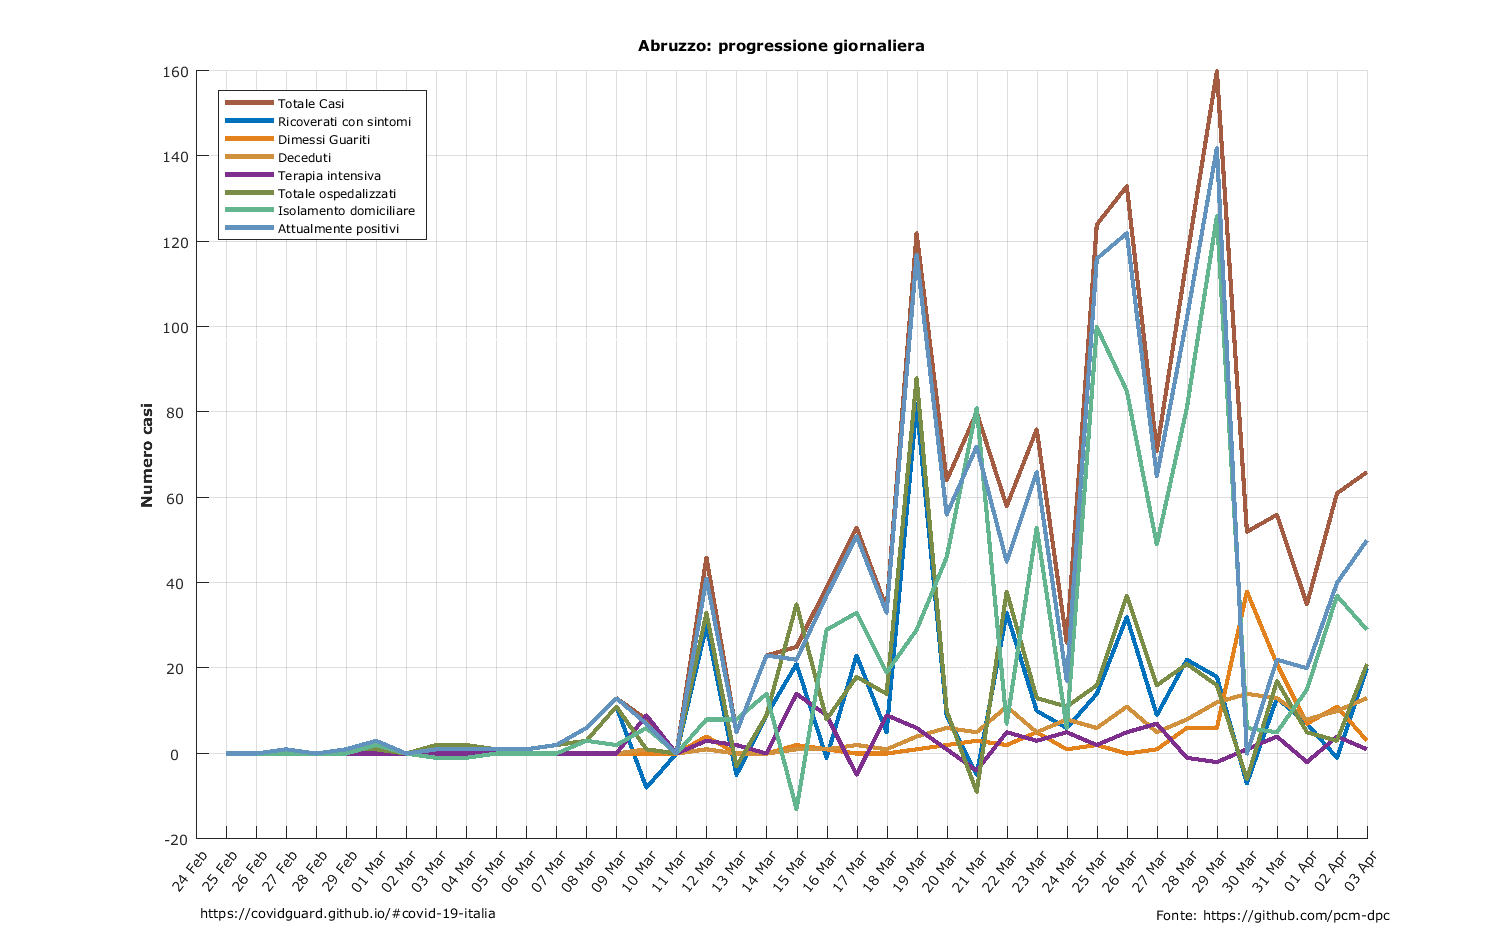 Abruzzo: progressione giornaliera
160
140
120
100
80
60
40
20
0
-20
Numero casi
Totale Casi
Ricoverati con sintomi
Dimessi Guariti
Deceduti
Terapia intensiva
Totale ospedalizzati
Isolamento domiciliare
Attualmente positivi
24 Feb
25 Feb
26 Feb
27 Feb
28 Feb
29 Feb
01 Mar
02 Mar
03 Mar
04 Mar
05 Mar
06 Mar
07 Mar
08 Mar
09 Mar
10 Mar
11 Mar
12 Mar
13 Mar
14 Mar
15 Mar
16 Mar
17 Mar
18 Mar
19 Mar
20 Mar
21 Mar
22 Mar
23 Mar
24 Mar
25 Mar
26 Mar
27 Mar
28 Mar
29 Mar
30 Mar
31 Mar
01 Apr
02 Apr
03 Apr
https://covidguard.github.io/#covid-19-italia
Fonte: https://github.com/pcm-dpc